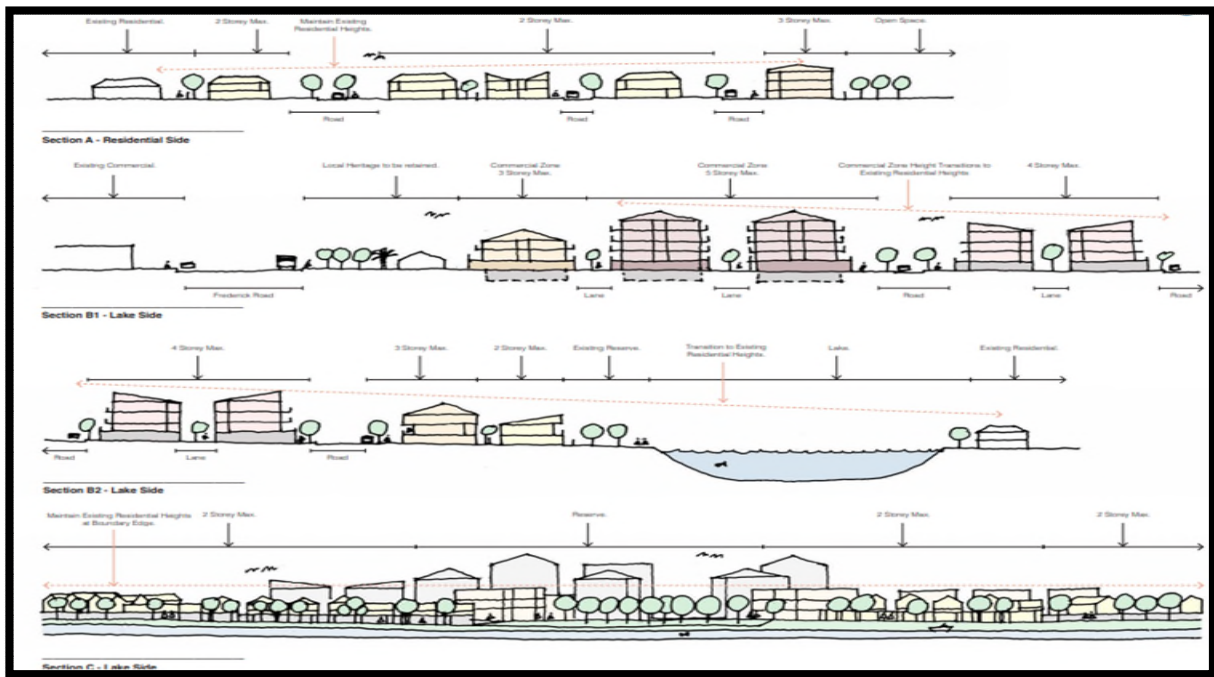 Existing Residential.
2 Storey Max.
Maintain Existing
Residential Heights.
2 Storey Max.
3 Storey Max.
Open Space.
Road
Road
Road
Section A - Residential Side
Existing Commercial.
Local Heritage to be retained.
Commercial Zone
3 Storey Max.
Commercial Zone
5 Storey Max.
Commercial Zone Height Transitions to
Existing Residential Heights
4 Storey Max.
Frederick Road
Lane
Lane
Road
Lane
Road
Section B1 - Lake Side
4 Storey Max.
3 Storey Max.
2 Storey Max.
Existing Reserve.
Transition to Existing
Residential Heights.
Lake.
Existing Residential.
Road
Lane
Road
Section B2 - Lake Side
Maintain Existing Residential Heights
at Boundary Edge.
2 Storey Max.
Reserve.
2 Storey Max.
2 Storey Max.
Section C - Lake Side